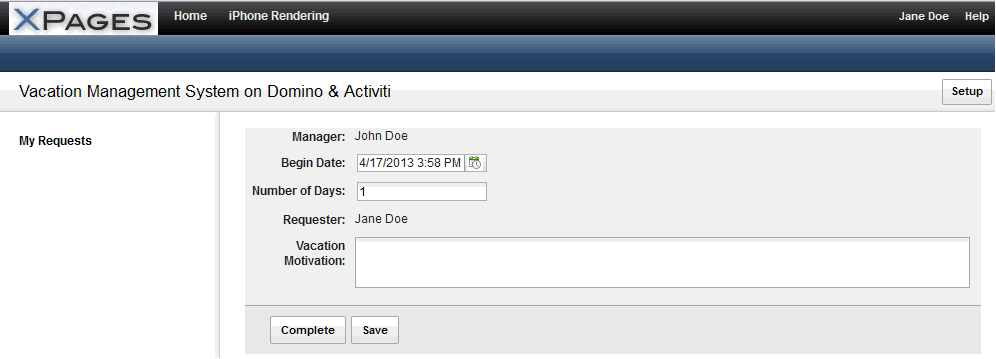 XPAGES Home iPhone Rendering Jane Doe Help
Vacation Management System on Domino & Activiti Setup
My Requests
Manager: John Doe
Begin Date: 4/17/2013 3:58 PM
Number of Days: 1
Requester: Jane Doe
Vacation
Motivation:
Complete Save